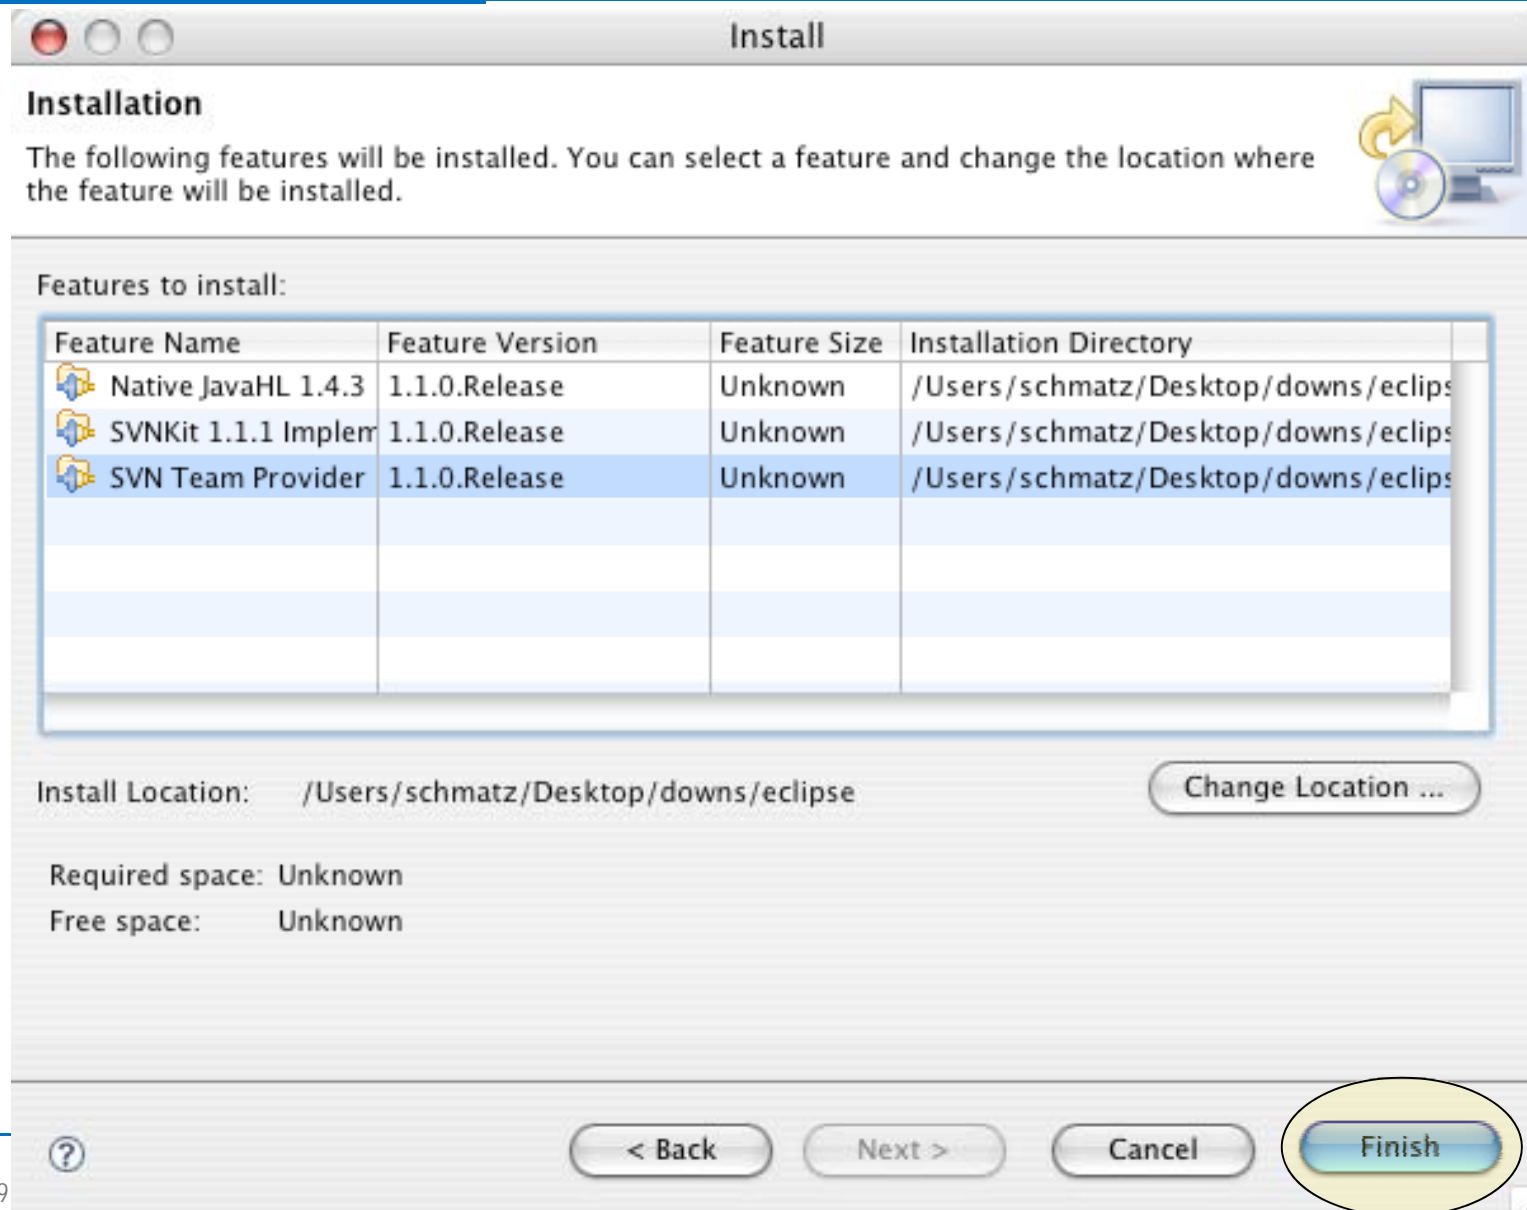 Install
Installation
The following features will be installed. You can select a feature and change the location where
the feature will be installed.
Features to install:
Feature Name Feature Version Feature Size Installation Directory
Native JavaHL 1.4.3 1.1.0.Release Unknown /Users/schmatz/Desktop/downs/eclips
SVNKit 1.1.1 Implem 1.1.0.Release Unknown /Users/schmatz/Desktop/downs/eclips
SVN Team Provider 1.1.0.Release Unknown /Users/schmatz/Desktop/downs/eclips
Install Location: /Users/schmatz/Desktop/downs/eclipse Change Location ...
Required space: Unknown
Free space: Unknown
? < Back Next > Cancel Finish
9